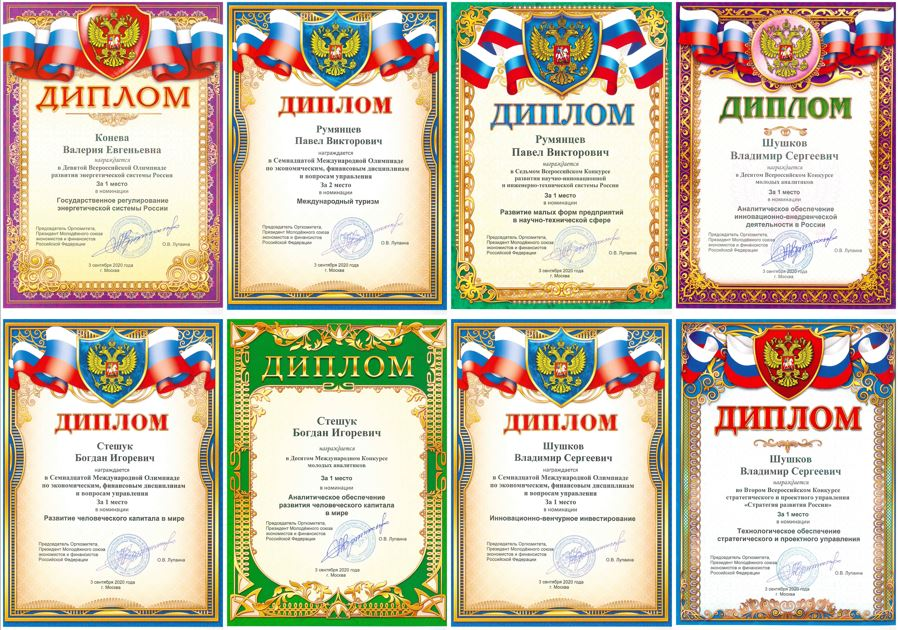 ДИПЛОМ
Конева
Валерия Евгеньевна
награждается
в Девятой Всероссийской Олимпиаде
развития энергетической системы России
За 1 место
в номинации
Государственное регулирование
энергетической системы России
Председатель Оргкомитета,
Президент Молодёжного союза
экономистов и финансистов
Российской Федерации
О.В. Лупаина
3 сентября 2020 года
г. Москва
ДИПЛОМ
Румянцев
Павел Викторович
награждается
в Семнадцатой Международной Олимпиаде
по экономическим, финансовым дисциплинам
и вопросам управления
За 2 место
в номинации
Международный туризм
Председатель Оргкомитета,
Президент Молодёжного союза
экономистов и финансистов
Российской Федерации
О.В. Лупаина
3 сентября 2020 года
г. Москва
ДИПЛОМ
Румянцев
Павел Викторович
награждается
в Седьмом Всероссийском Конкурсе
развития научно-инновационной
и инженерно-технической системы России
За 1 место
в номинации
Развитие малых форм предприятий
в научно-технической сфере
Председатель Оргкомитета,
Президент Молодёжного союза
экономистов и финансистов
Российской Федерации
О.В. Лупаина
3 сентября 2020 года
г. Москва
ДИПЛОМ
Шушков
Владимир Сергеевич
награждается
в Десятом Всероссийском Конкурсе
молодых аналитиков
За 1 место
в номинации
Аналитическое обеспечение
инновационно-внедренческой
деятельности в России
Председатель Оргкомитета,
Президент Молодёжного союза
экономистов и финансистов
Российской Федерации
О.В. Лупаина
3 сентября 2020 года
г. Москва
ДИПЛОМ
Стешук
Богдан Игоревич
награждается
в Семнадцатой Международной Олимпиаде
по экономическим, финансовым дисциплинам
и вопросам управления
За 1 место
в номинации
Развитие человеческого капитала в мире
Председатель Оргкомитета,
Президент Молодёжного союза
экономистов и финансистов
Российской Федерации
О.В. Лупаина
3 сентября 2020 года
г. Москва
ДИПЛОМ
Стешук
Богдан Игоревич
награждается
в Десятом Международном Конкурсе
молодых аналитиков
За 1 место
в номинации
Аналитическое обеспечение
развития человеческого капитала
в мире
Председатель Оргкомитета,
Президент Молодёжного союза
экономистов и финансистов
Российской Федерации
О.В. Лупаина
3 сентября 2020 года
г. Москва
ДИПЛОМ
Шушков
Владимир Сергеевич
награждается
в Семнадцатой Международной Олимпиаде
по экономическим, финансовым дисциплинам
и вопросам управления
За 1 место
в номинации
Инновационно-венчурное инвестирование
Председатель Оргкомитета,
Президент Молодёжного союза
экономистов и финансистов
Российской Федерации
О.В. Лупаина
3 сентября 2020 года
г. Москва
ДИПЛОМ
Шушков
Владимир Сергеевич
награждается
во Втором Всероссийском Конкурсе
стратегического и проектного управления
«Стратегия развития России»
За 1 место
в номинации
Технологическое обеспечение
стратегического и проектного управления
Председатель Оргкомитета,
Президент Молодёжного союза
экономистов и финансистов
Российской Федерации
О.В. Лупаина
3 сентября 2020 года
г. Москва